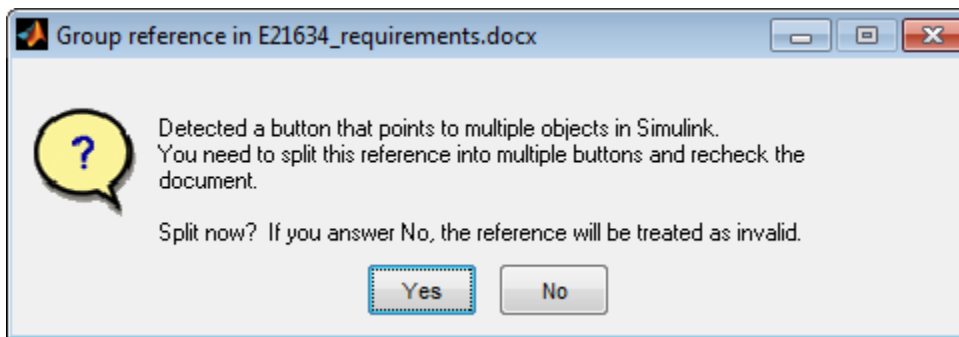 Group reference in E21634_requirements.docx
?
Detected a button that points to multiple objects in Simulink.
You need to split this reference into multiple buttons and recheck the
document.
Split now?  If you answer No, the reference will be treated as invalid.
Yes
No